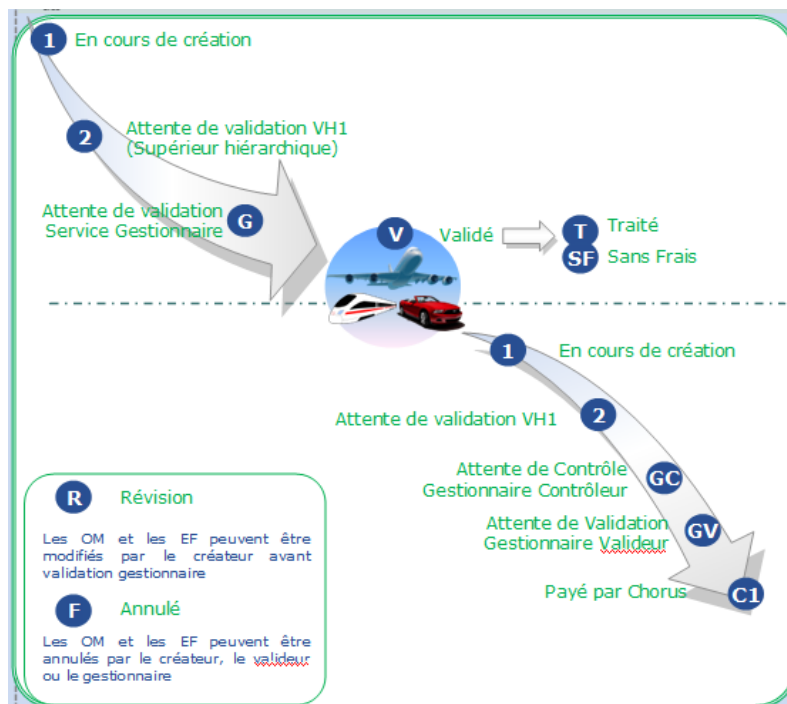 1 En cours de création
2 Attente de validation VH1
(Supérieur hiérarchique)
Attente de validation
Service Gestionnaire G
V Validé T Traité
SF Sans Frais
1 En cours de création
Attente de validation VH1 2
Attente de Contrôle
Gestionnaire Contrôleur GC
Attente de Validation
Gestionnaire Valideur GV
Payé par Chorus C1
R Révision
Les OM et les EF peuvent être
modifiés par le créateur avant
validation gestionnaire
F Annulé
Les OM et les EF peuvent être
annulés par le créateur, le valideur
ou le gestionnaire